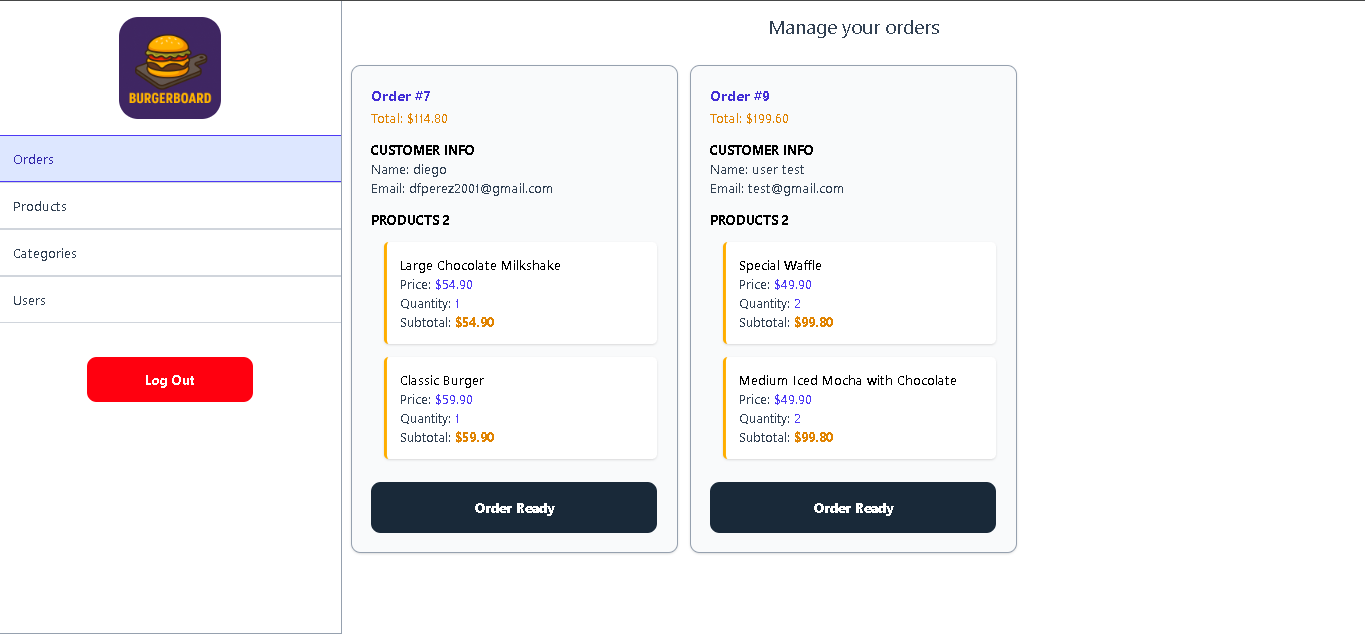 BURGERBOARD
Orders
Products
Categories
Users
Log Out
Manage your orders
Order #7
Total: $114.80
CUSTOMER INFO
Name: diego
Email: dfperez2001@gmail.com
PRODUCTS 2
Large Chocolate Milkshake
Price: $54.90
Quantity: 1
Subtotal: $54.90
Classic Burger
Price: $59.90
Quantity: 1
Subtotal: $59.90
Order Ready
Order #9
Total: $199.60
CUSTOMER INFO
Name: user test
Email: test@gmail.com
PRODUCTS 2
Special Waffle
Price: $49.90
Quantity: 2
Subtotal: $99.80
Medium Iced Mocha with Chocolate
Price: $49.90
Quantity: 2
Subtotal: $99.80
Order Ready